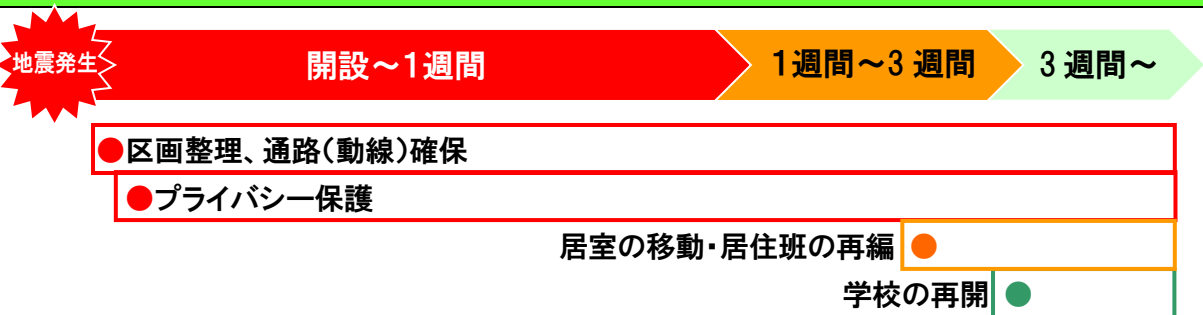 地震発生
開設～1週間
1週間～3週間
3週間～
●区画整理、通路（動線）確保
●プライバシー保護
居室の移動・居住班の再編●
学校の再開●